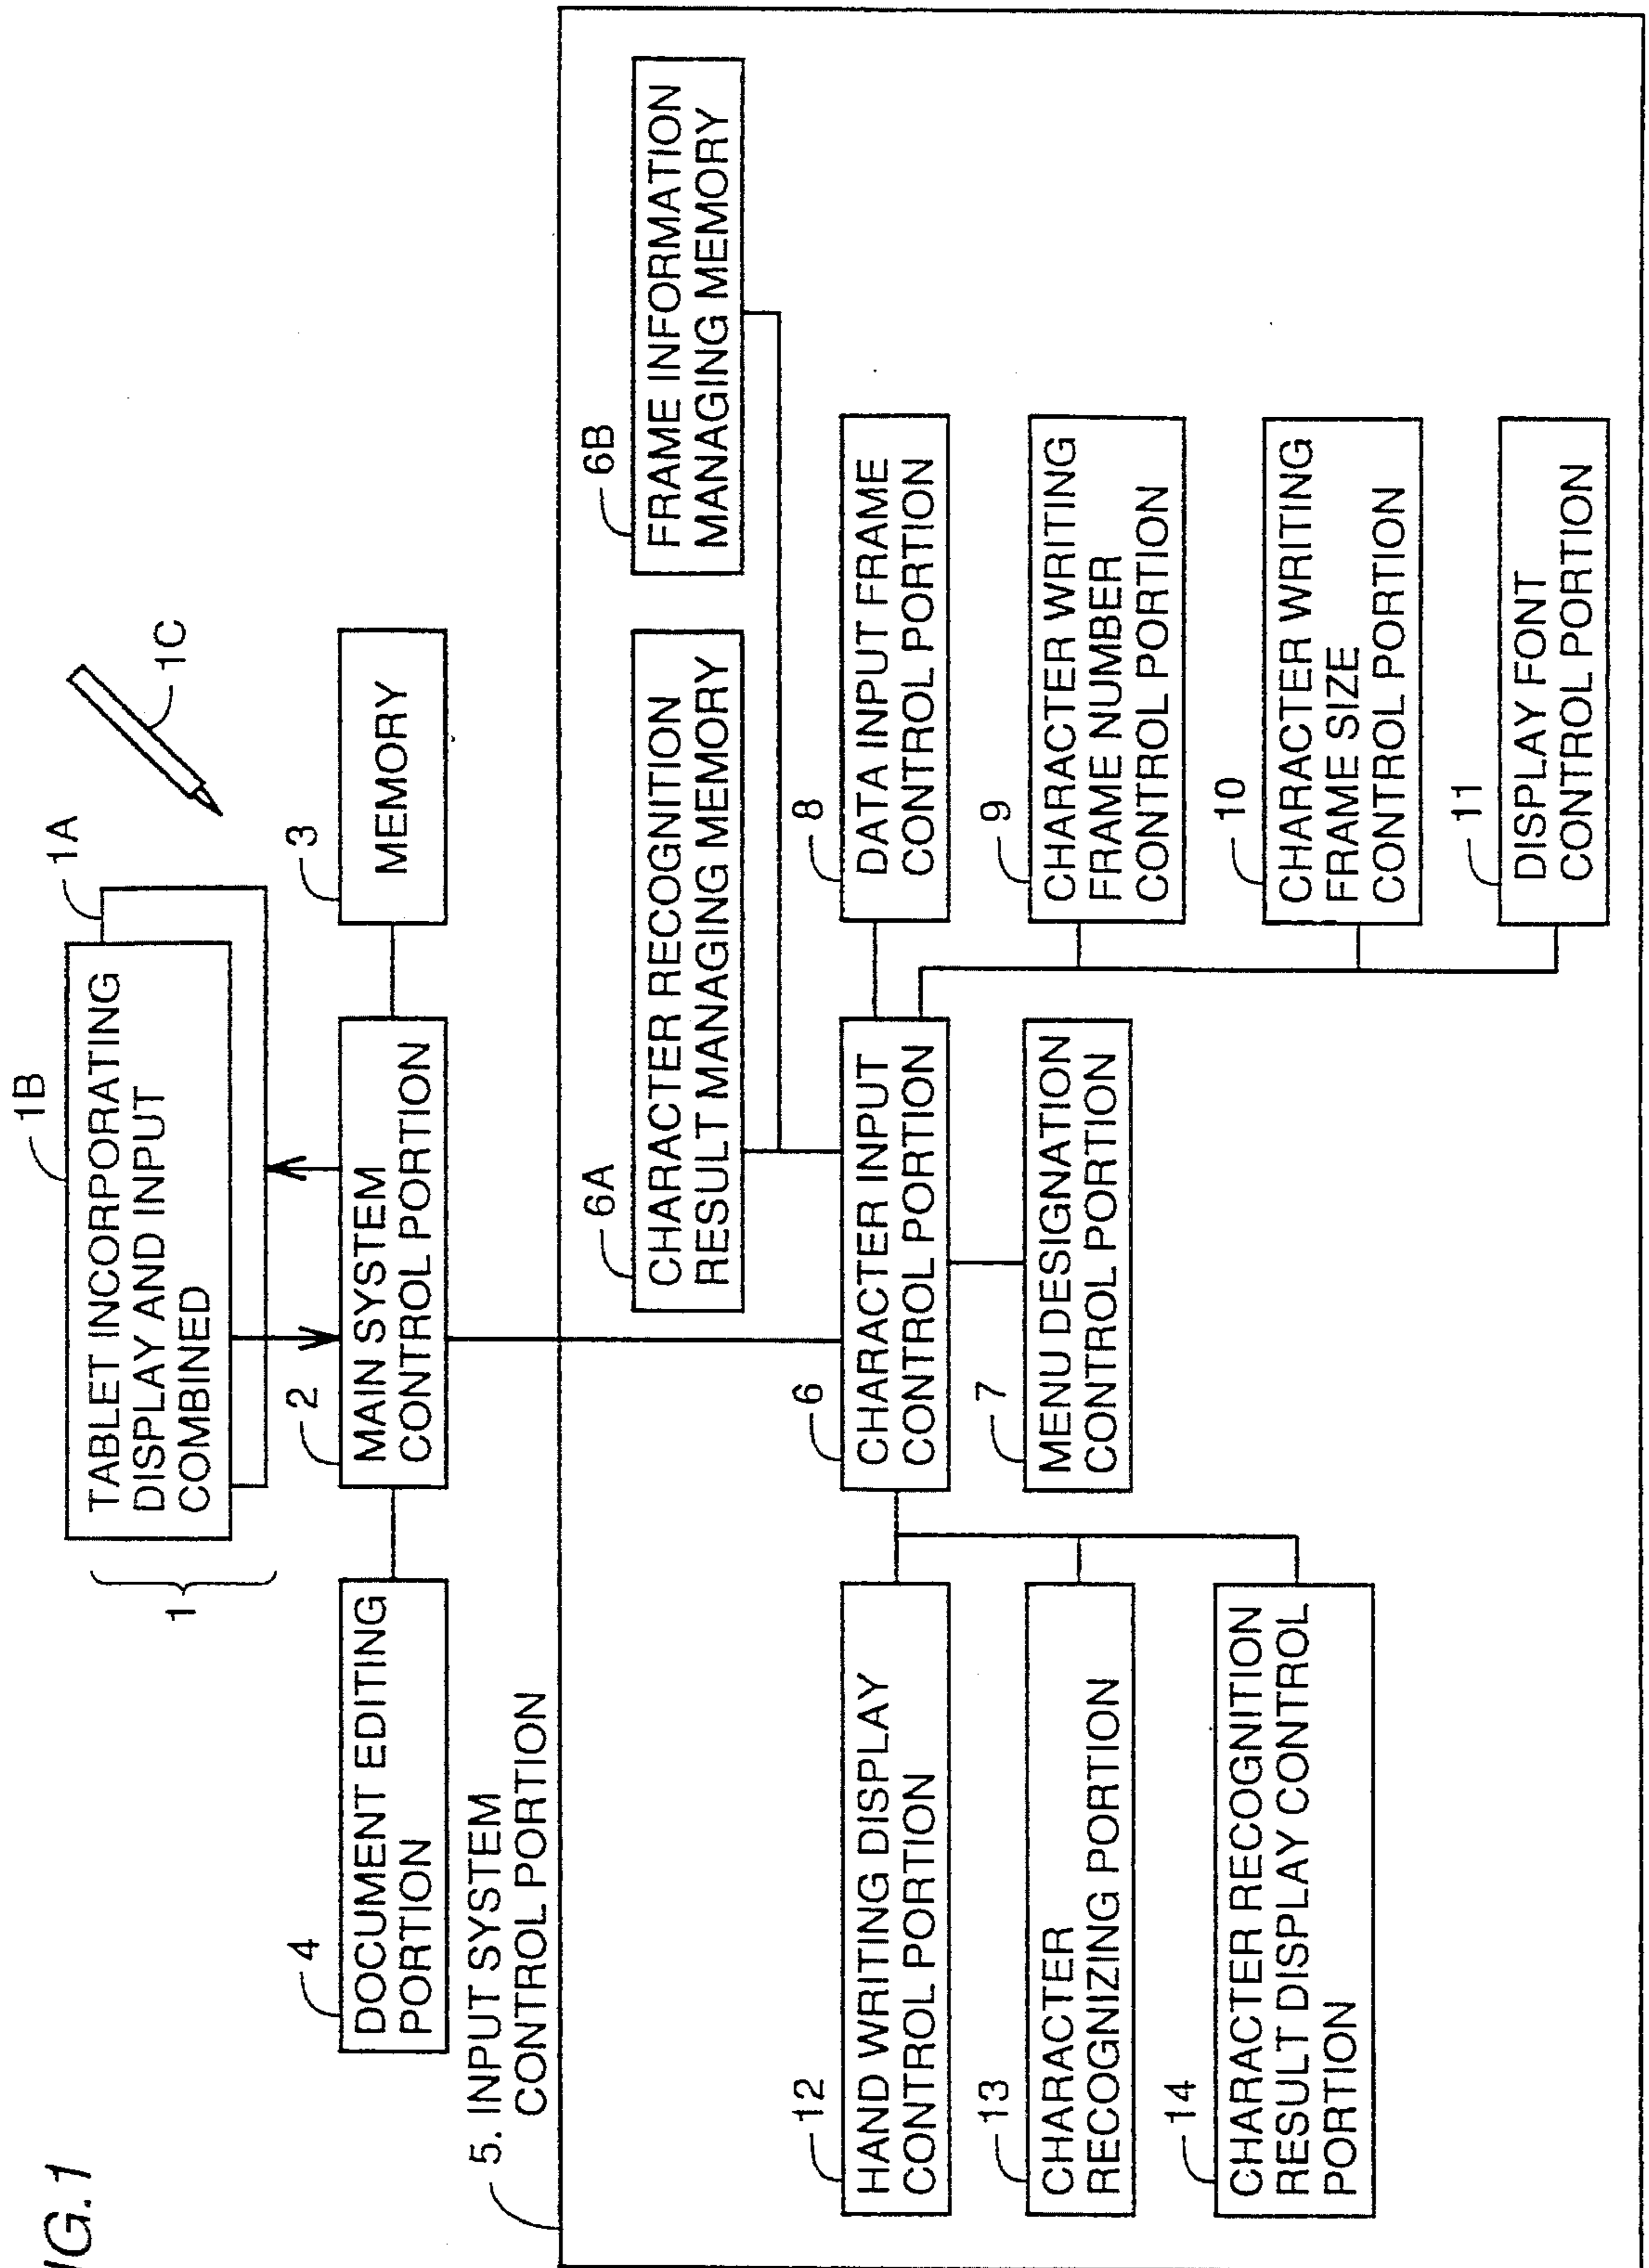 IG.1
1B
TABLET INCORPORATING
DISPLAY AND INPUT
COMBINED
1A
1C
1
4
DOCUMENT EDITING
PORTION
2
MAIN SYSTEM
CONTROL PORTION
3
MEMORY
5. INPUT SYSTEM
CONTROL PORTION
6A
CHARACTER RECOGNITION
RESULT MANAGING MEMORY
6B
FRAME INFORMATION
MANAGING MEMORY
12
HAND WRITING DISPLAY
CONTROL PORTION
6
CHARACTER INPUT
CONTROL PORTION
8
DATA INPUT FRAME
CONTROL PORTION
13
CHARACTER
RECOGNIZING PORTION
7
MENU DESIGNATION
CONTROL PORTION
9
CHARACTER WRITING
FRAME NUMBER
CONTROL PORTION
14
CHARACTER RECOGNITION
RESULT DISPLAY CONTROL
PORTION
10
CHARACTER WRITING
FRAME SIZE
CONTROL PORTION
11
DISPLAY FONT
CONTROL PORTION